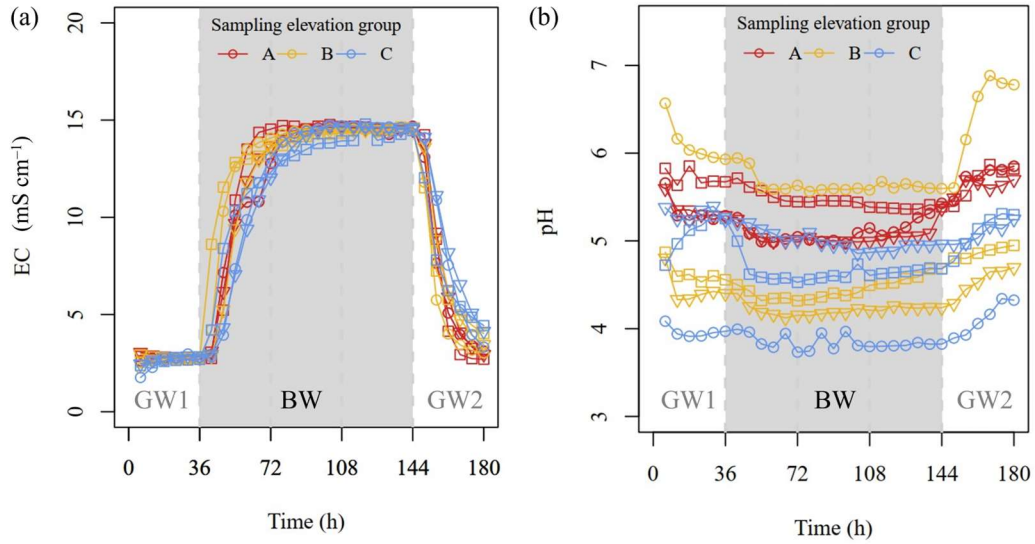 (a)
Sampling elevation group
A B C
20
15
10
5
0
EC (mS cm⁻¹)
GW1 BW GW2
0 36 72 108 144 180
Time (h)
(b)
Sampling elevation group
A B C
7
6
5
4
3
pH
GW1 BW GW2
0 36 72 108 144 180
Time (h)